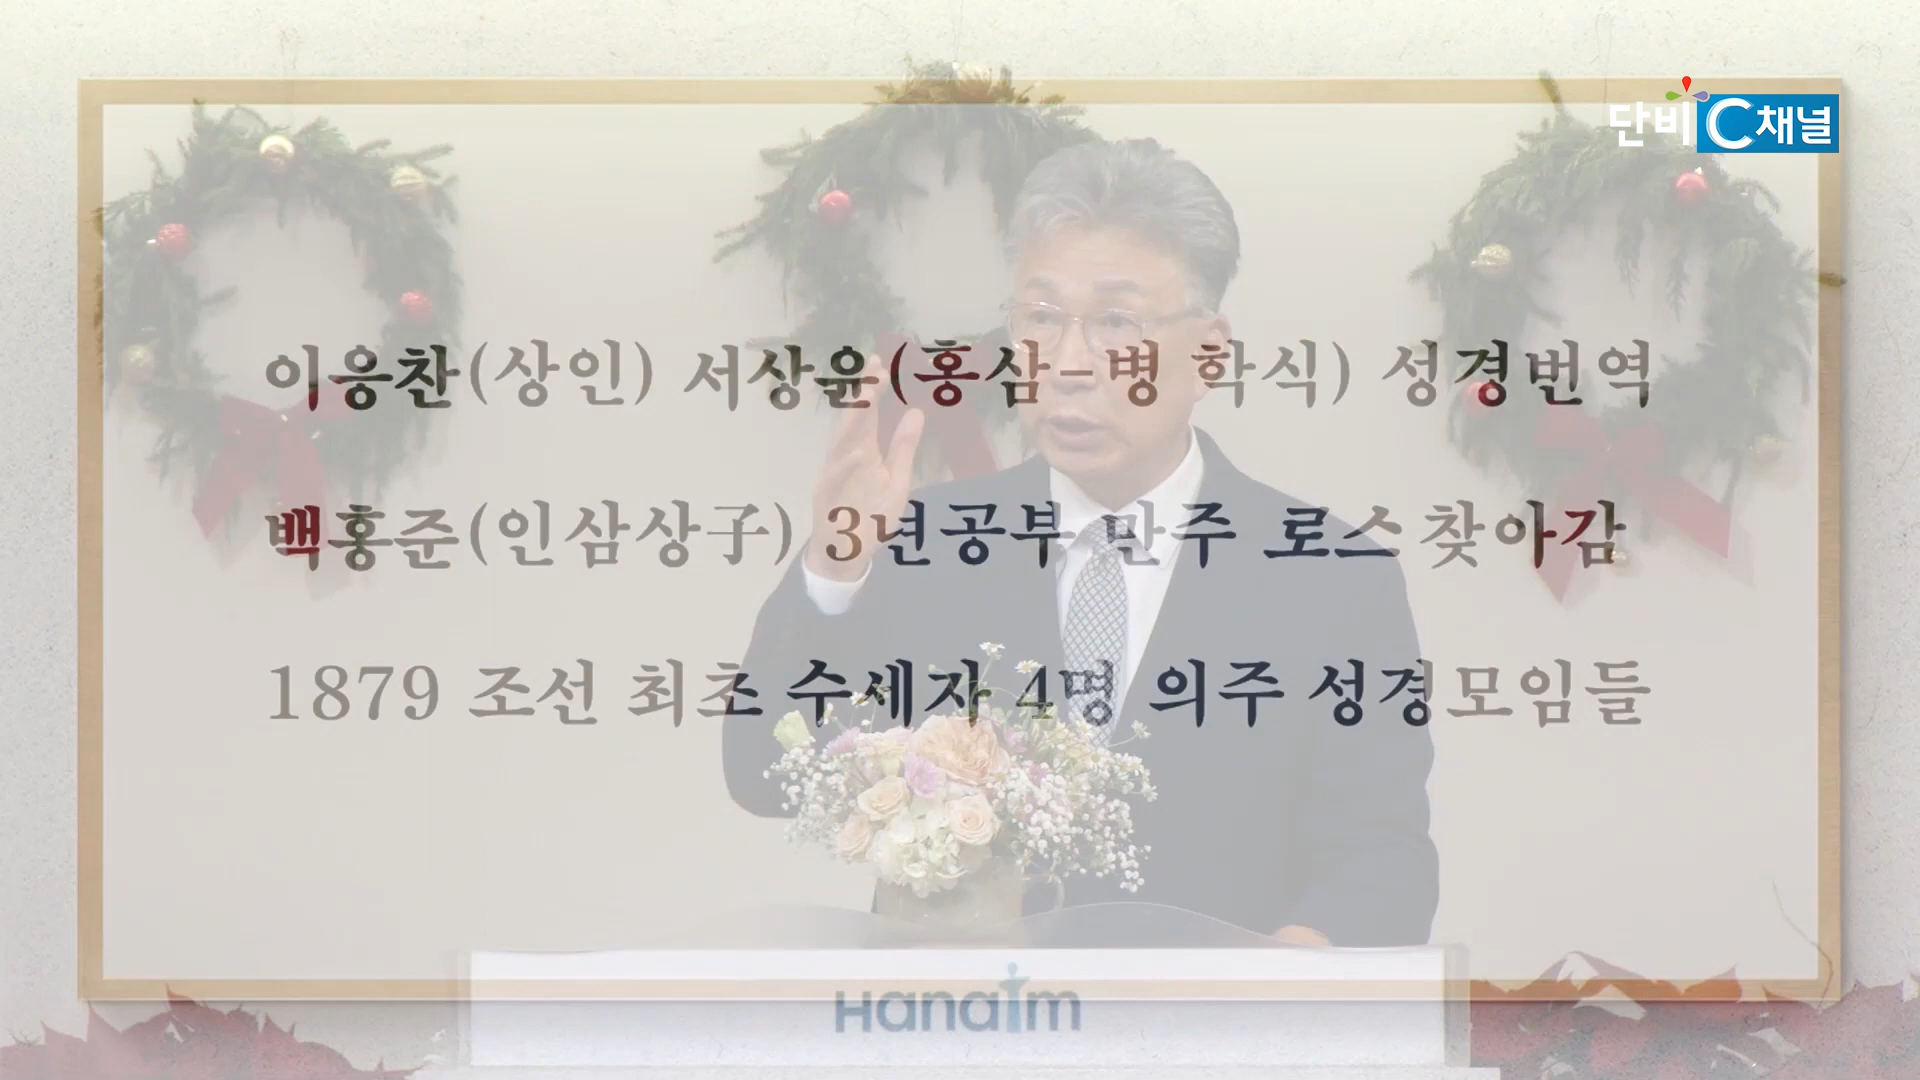 단비 C채널
이응찬(상인) 서상윤(홍삼-병 학식) 성경번역
백홍준(인삼상子) 3년공부 만주 로스찾아감
1879 조선 최초 수세자 4명 의주 성경모임들
Hanaim